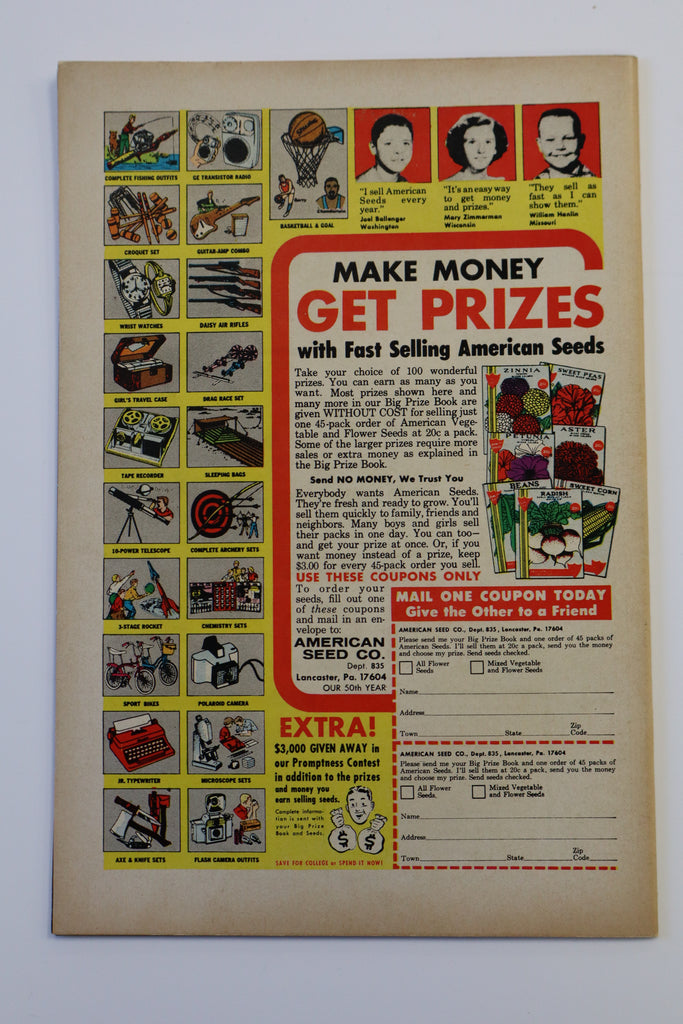 COMPLETE FISHING OUTFITS
GE TRANSISTOR RADIO
CROQUET SET
GUITAR-AMP COMBO
Spalding
Barry
Chamberlain
BASKETBALL & GOAL
WRIST WATCHES
DAISY AIR RIFLES
GIRL'S TRAVEL CASE
DRAG RACE SET
TAPE RECORDER
SLEEPING BAGS
10-POWER TELESCOPE
COMPLETE ARCHERY SETS
3-STAGE ROCKET
CHEMISTRY SETS
SPORT BIKES
POLAROID CAMERA
JR. TYPEWRITER
MICROSCOPE SETS
AXE & KNIFE SETS
FLASH CAMERA OUTFITS
"I sell American
Seeds every
year."
Joel Ballenger
Washington
"It's an easy way
to get money
and prizes."
Mary Zimmerman
Wisconsin
"They sell as
fast as I can
show them."
William Hanlin
Missouri
MAKE MONEY
GET PRIZES
with Fast Selling American Seeds
Take your choice of 100 wonderful
prizes. You can earn as many as you
want. Most prizes shown here and
many more in our Big Prize Book are
given WITHOUT COST for selling just
one 45-pack order of American Vege-
table and Flower Seeds at 20c a pack.
Some of the larger prizes require more
sales or extra money as explained in
the Big Prize Book.
Send NO MONEY, We Trust You
Everybody wants American Seeds.
They're fresh and ready to grow. You'll
sell them quickly to family, friends and
neighbors. Many boys and girls sell
their packs in one day. You can too—
and get your prize at once. Or, if you
want money instead of a prize, keep
$3.00 for every 45-pack order you sell.
USE THESE COUPONS ONLY
ZINNIA
SWEET PEAS
PETUNIA
ASTER
BEANS
RADISH
SWEET CORN
To order your
seeds, fill out one
of these coupons
and mail in an en-
velope to:
AMERICAN
SEED CO.
Dept. 835
Lancaster, Pa. 17604
OUR 50th YEAR
MAIL ONE COUPON TODAY
Give the Other to a Friend
AMERICAN SEED CO., Dept. 835, Lancaster, Pa. 17604
Please send me your Big Prize Book and one order of 45 packs of
American Seeds. I'll sell them at 20c a pack, send you the money
and choose my prize. Send seeds checked.
All Flower Seeds
Mixed Vegetable and Flower Seeds
Name
Address
Town State Zip Code
AMERICAN SEED CO., Dept. 835, Lancaster, Pa. 17604
Please send me your Big Prize Book and one order of 45 packs of
American Seeds. I'll sell them at 20c a pack, send you the money
and choose my prize. Send seeds checked.
All Flower Seeds.
Mixed Vegetable and Flower Seeds
Name
Address
Town State Zip Code
EXTRA!
$3,000 GIVEN AWAY in
our Promptness Contest
in addition to the prizes
and money you
earn selling seeds.
Complete informa-
tion is sent with
your Big Prize
Book and Seeds.
$ $
SAVE FOR COLLEGE or SPEND IT NOW!